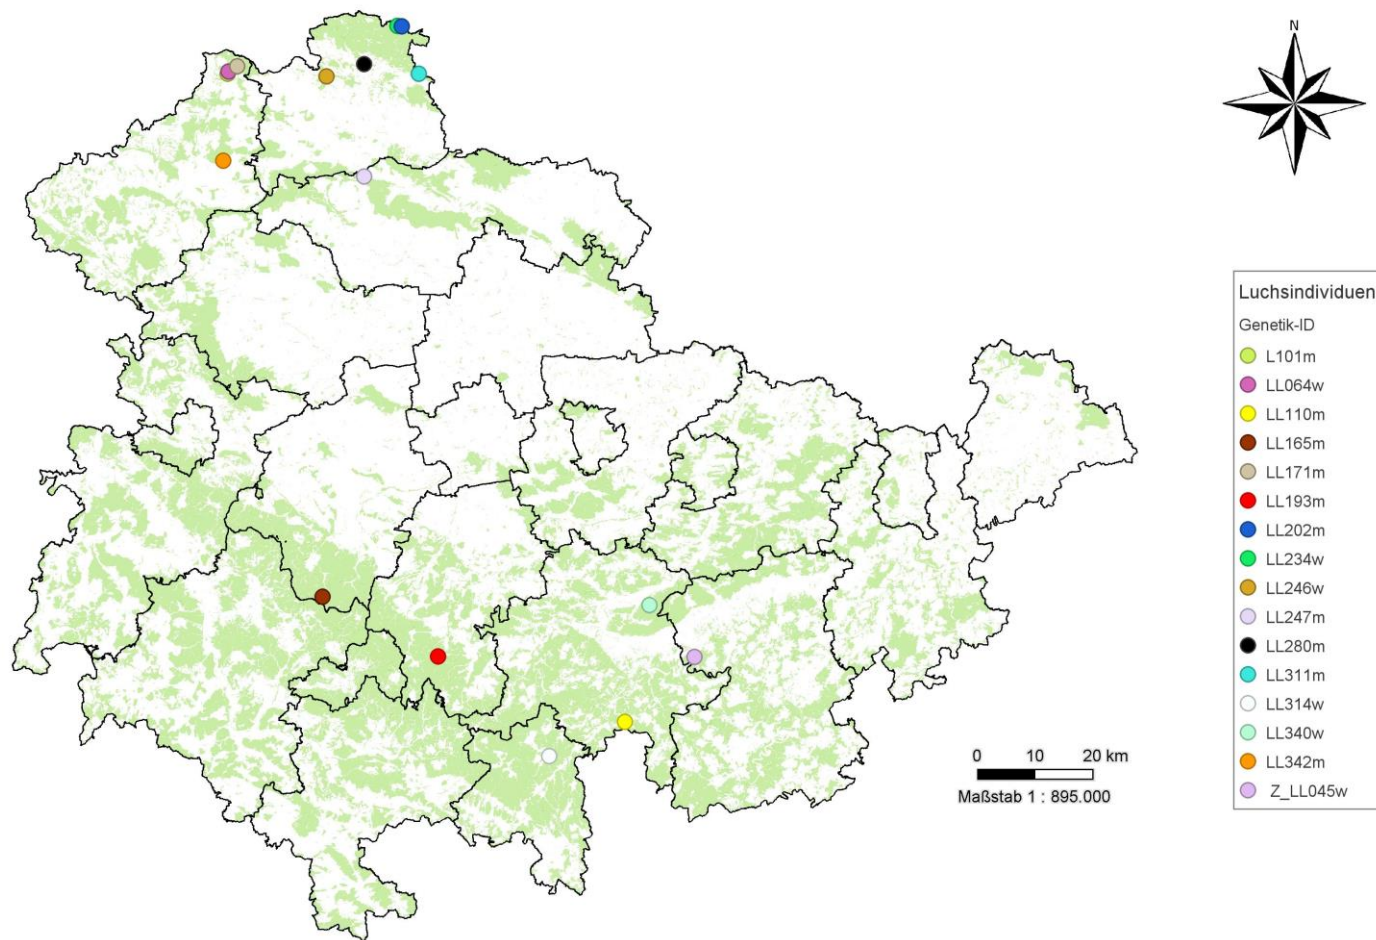 N
Luchsindividuen
Genetik-ID
L101m
LL064w
LL110m
LL165m
LL171m
LL193m
LL202m
LL234w
LL246w
LL247m
LL280m
LL311m
LL314w
LL340w
LL342m
Z_LL045w
0 10 20 km
Maßstab 1 : 895.000